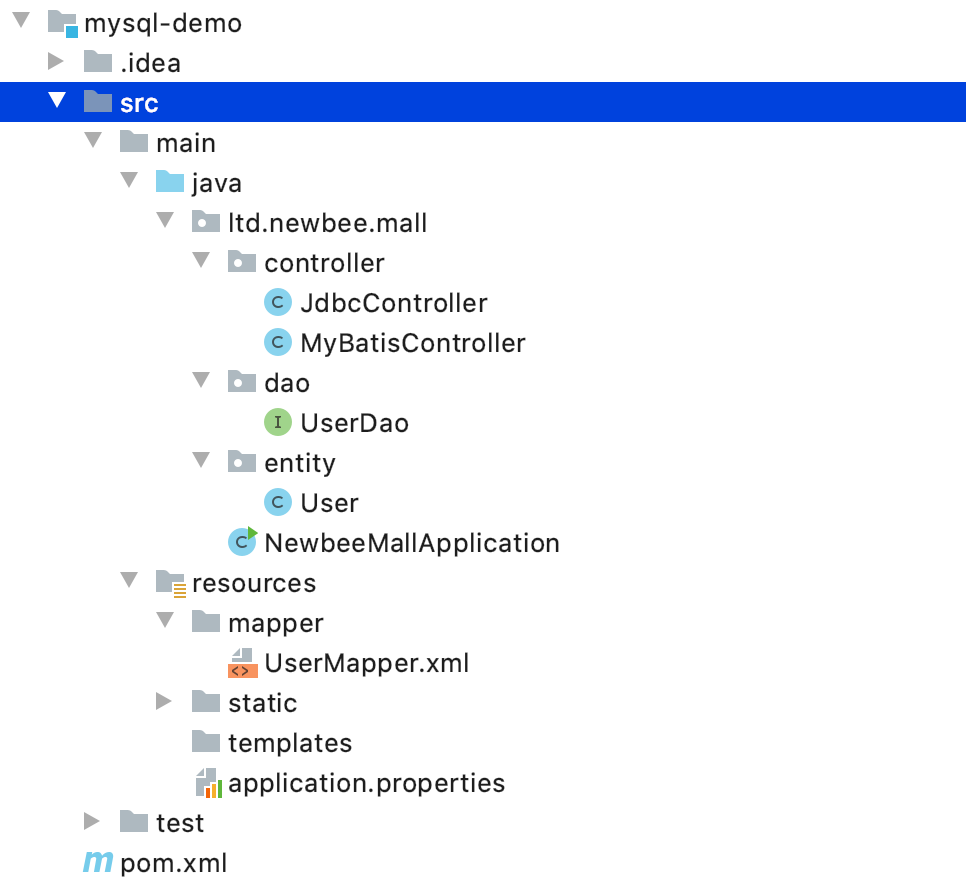 mysql-demo
.idea
src
main
java
ltd.newbee.mall
controller
C JdbcController
C MyBatisController
dao
I UserDao
entity
C User
C NewbeeMallApplication
resources
mapper
<> UserMapper.xml
static
templates
application.properties
test
m pom.xml